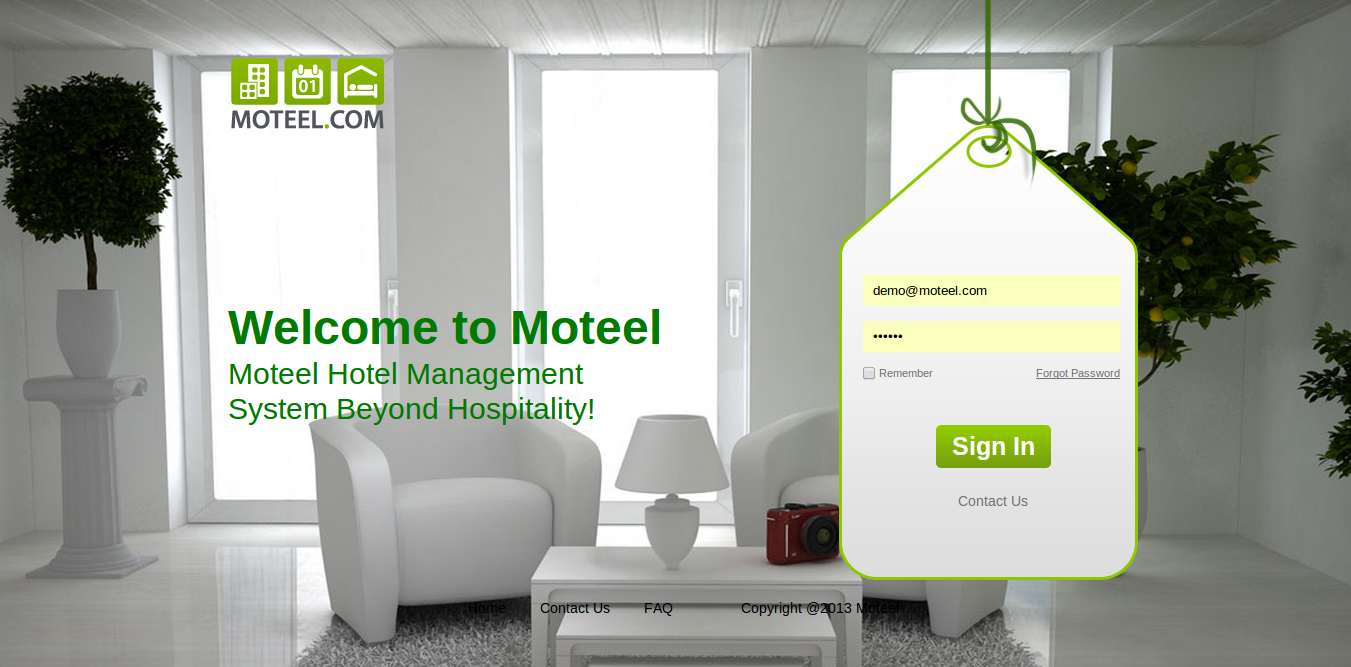 01
MOTEEL.COM
Welcome to Moteel
Moteel Hotel Management
System Beyond Hospitality!
demo@moteel.com
••••••
Remember
Forgot Password
Sign In
Contact Us
Home
Contact Us
FAQ
Copyright @2013 Moteel